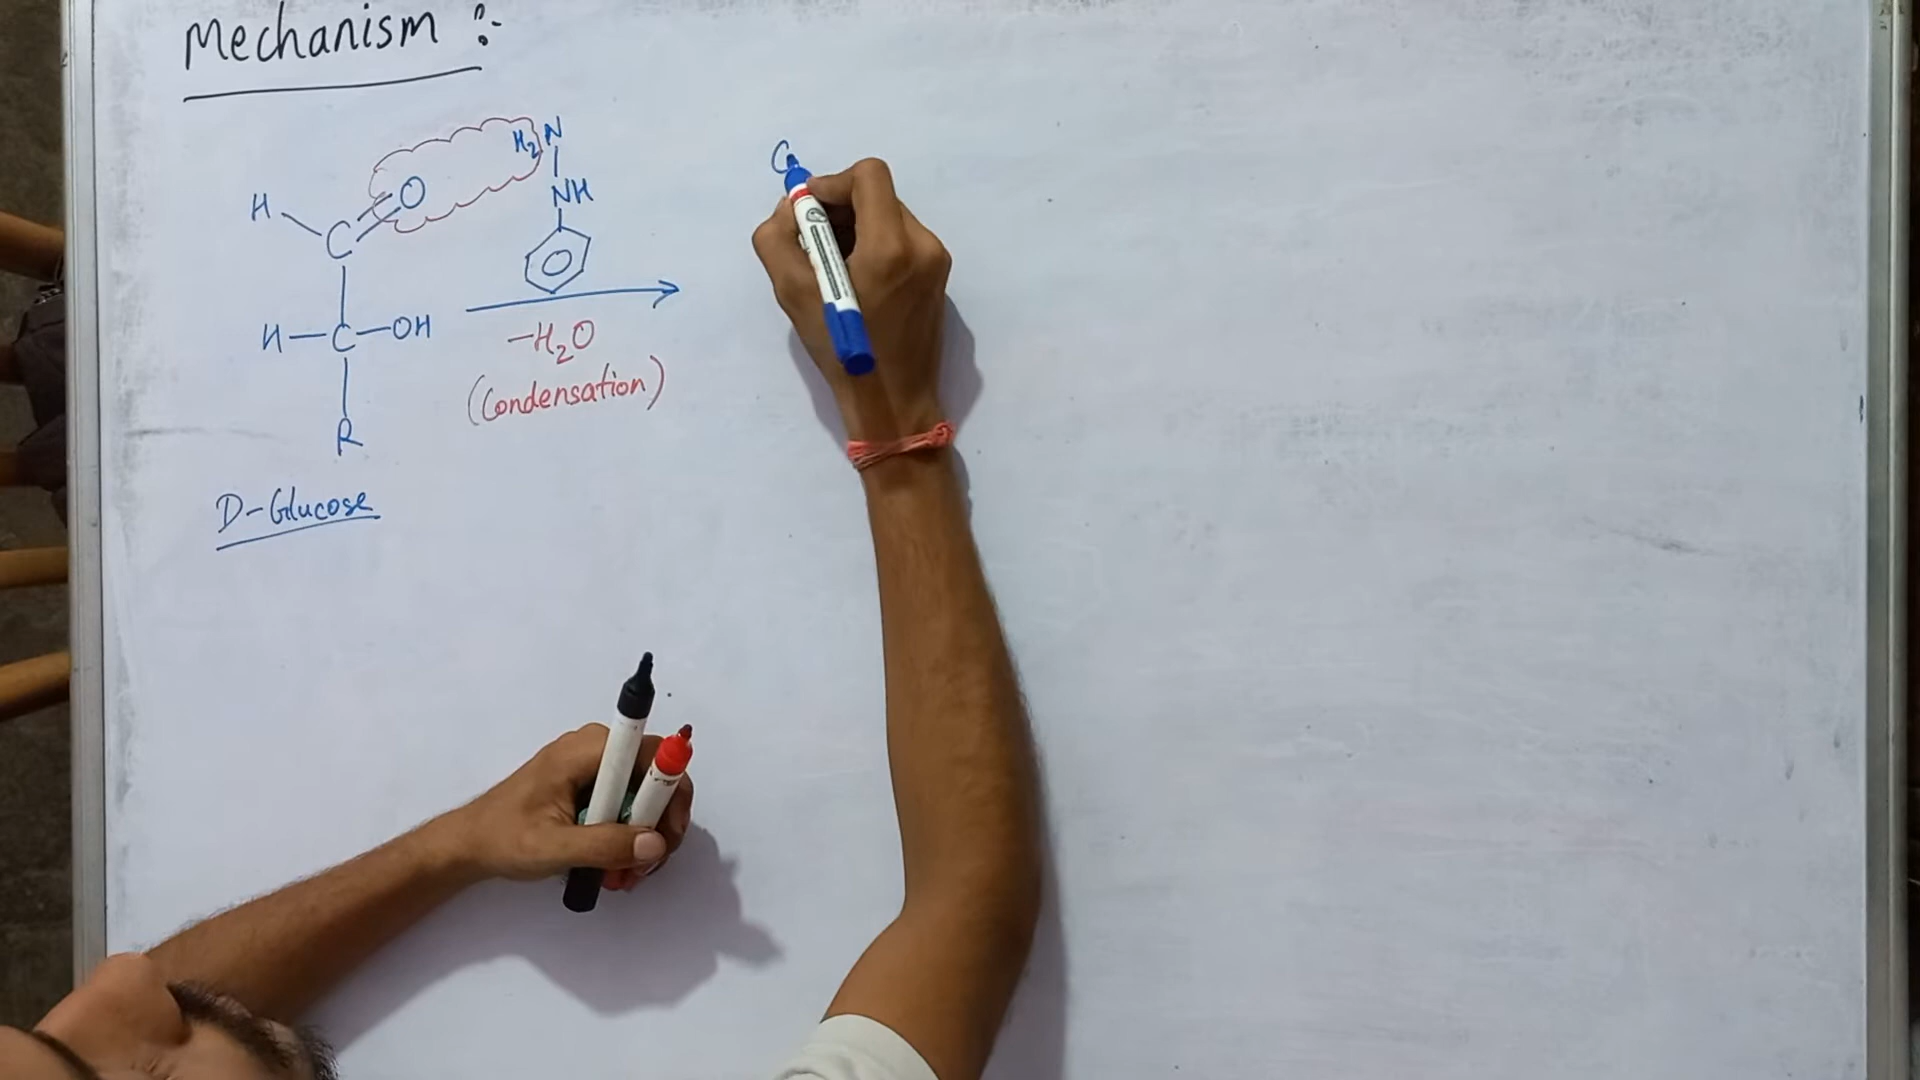 Mechanism :-
H2N
NH
H
C
O
H-C-OH
R
-H2O
(Condensation)
D-Glucose
C